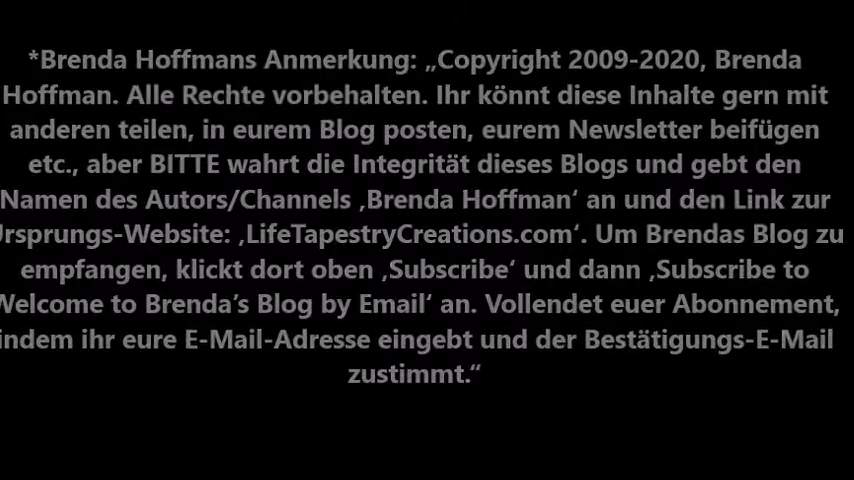 *Brenda Hoffmans Anmerkung: „Copyright 2009-2020, Brenda
Hoffman. Alle Rechte vorbehalten. Ihr könnt diese Inhalte gern mit
anderen teilen, in eurem Blog posten, eurem Newsletter beifügen
etc., aber BITTE wahrt die Integrität dieses Blogs und gebt den
Namen des Autors/Channels ‚Brenda Hoffman‘ an und den Link zur
Ursprungs-Website: ‚LifeTapestryCreations.com‘. Um Brendas Blog zu
empfangen, klickt dort oben ‚Subscribe‘ und dann ‚Subscribe to
Welcome to Brenda’s Blog by Email‘ an. Vollendet euer Abonnement,
indem ihr eure E-Mail-Adresse eingebt und der Bestätigungs-E-Mail
zustimmt.“